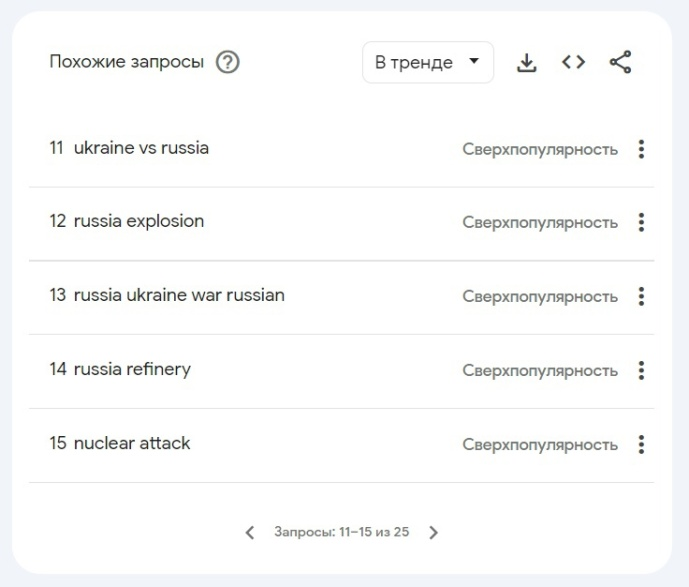 Похожие запросы ?
В тренде
11 ukraine vs russia Сверхпопулярность
12 russia explosion Сверхпопулярность
13 russia ukraine war russian Сверхпопулярность
14 russia refinery Сверхпопулярность
15 nuclear attack Сверхпопулярность
Запросы: 11–15 из 25